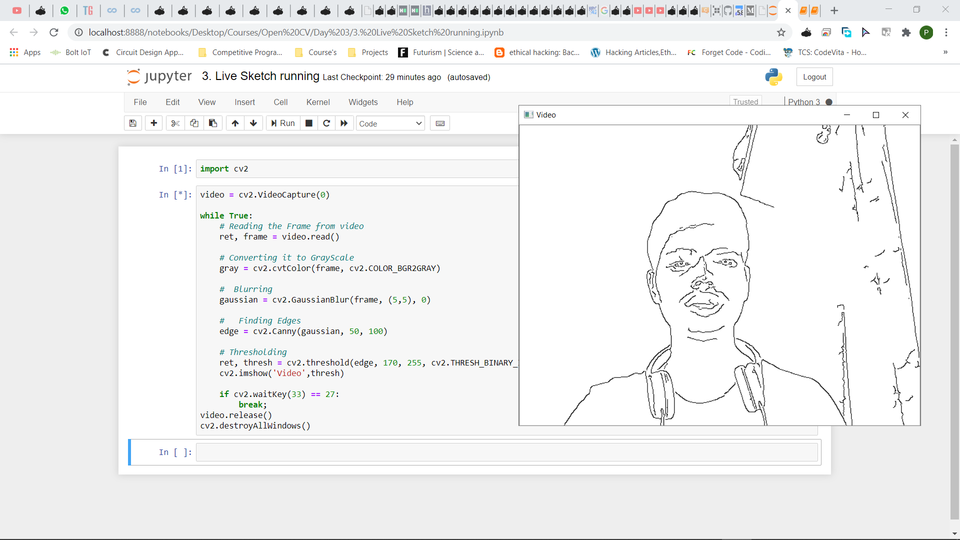 TG
G
localhost:8888/notebooks/Desktop/Courses/Open%20CV/Day%203/3.%20Live%20Sketch%20running.ipynb
P
Apps
Bolt IoT
Circuit Design App...
Competitive Progra...
Course's
Projects
Futurism | Science a...
ethical hacking: Bac...
Hacking Articles,Eth...
FC Forget Code - Codi...
TCS: CodeVita - Ho...
»
jupyter 3. Live Sketch running Last Checkpoint: 29 minutes ago (autosaved)
Logout
File Edit View Insert Cell Kernel Widgets Help
Trusted Python 3
Run Code
Video
In [1]: import cv2
In [*]: video = cv2.VideoCapture(0)
while True:
# Reading the Frame from video
ret, frame = video.read()
# Converting it to GrayScale
gray = cv2.cvtColor(frame, cv2.COLOR_BGR2GRAY)
# Blurring
gaussian = cv2.GaussianBlur(frame, (5,5), 0)
# Finding Edges
edge = cv2.Canny(gaussian, 50, 100)
# Thresholding
ret, thresh = cv2.threshold(edge, 170, 255, cv2.THRESH_BINARY_
cv2.imshow('Video',thresh)
if cv2.waitKey(33) == 27:
break;
video.release()
cv2.destroyAllWindows()
In [ ]: